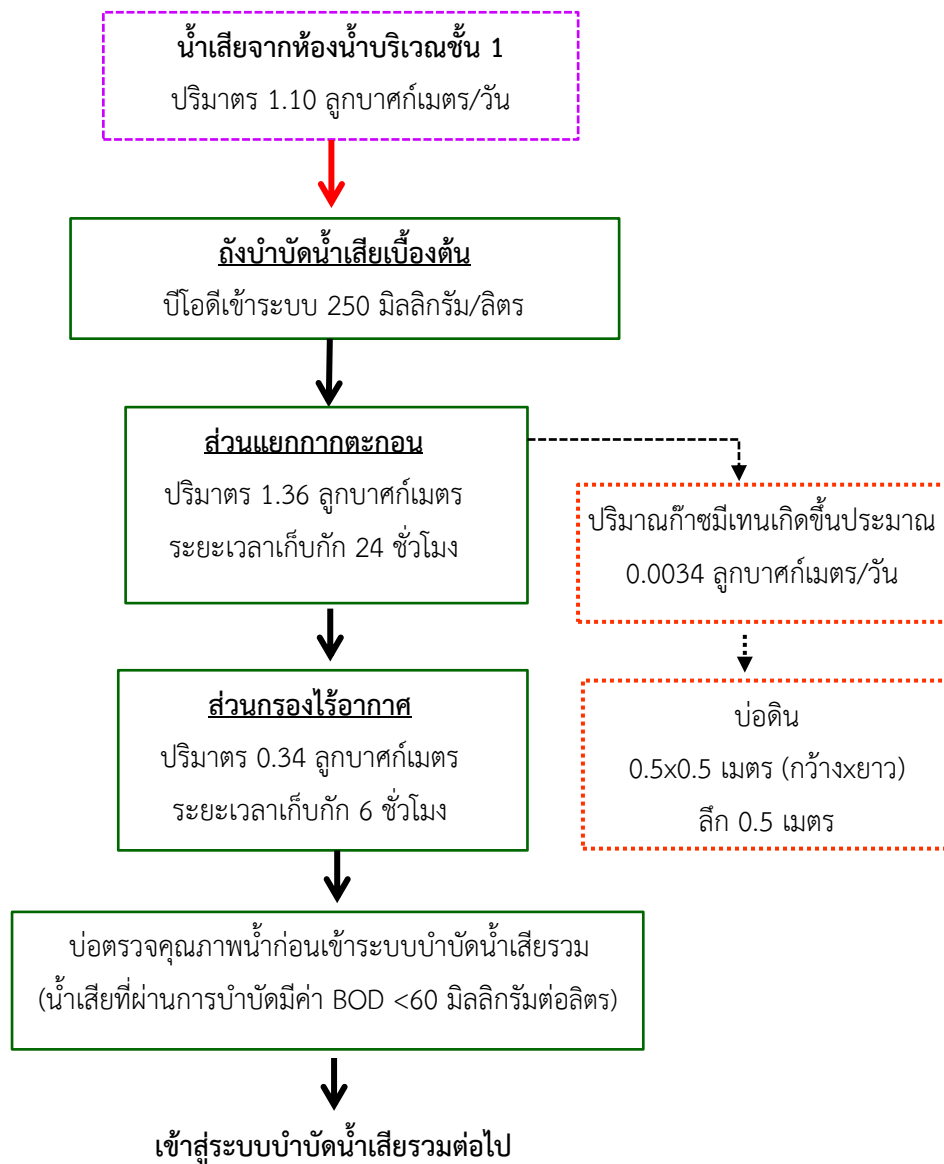 น้ำเสียจากห้องน้ำบริเวณชั้น 1
ปริมาตร 1.10 ลูกบาศก์เมตร/วัน
ถังบำบัดน้ำเสียเบื้องต้น
บีโอดีเข้าระบบ 250 มิลลิกรัม/ลิตร
ส่วนแยกกากตะกอน
ปริมาตร 1.36 ลูกบาศก์เมตร
ระยะเวลาเก็บกัก 24 ชั่วโมง
ปริมาณก๊าซมีเทนเกิดขึ้นประมาณ
0.0034 ลูกบาศก์เมตร/วัน
ส่วนกรองไร้อากาศ
ปริมาตร 0.34 ลูกบาศก์เมตร
ระยะเวลาเก็บกัก 6 ชั่วโมง
บ่อดิน
0.5x0.5 เมตร (กว้างxยาว)
ลึก 0.5 เมตร
บ่อตรวจคุณภาพน้ำก่อนเข้าระบบบำบัดน้ำเสียรวม
(น้ำเสียที่ผ่านการบำบัดมีค่า BOD <60 มิลลิกรัมต่อลิตร)
เข้าสู่ระบบบำบัดน้ำเสียรวมต่อไป